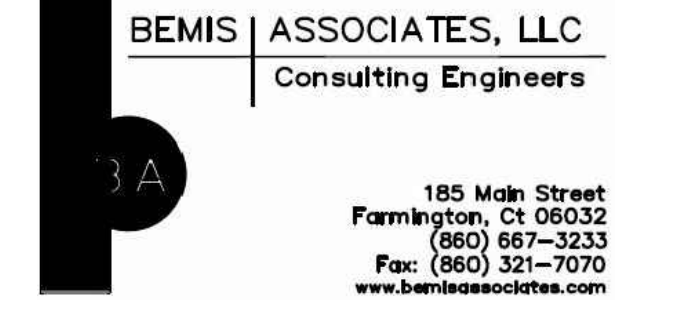 BEMIS ASSOCIATES, LLC
Consulting Engineers
B A
185 Main Street
Farmington, Ct 06032
(860) 667-3233
Fax: (860) 321-7070
www.bemisassociates.com